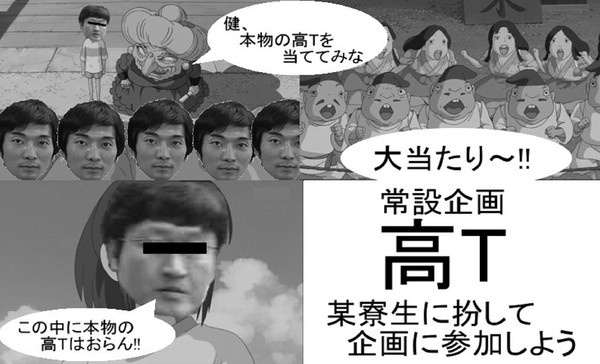 健、
本物の高Tを
当ててみな
大当たり～!!
この中に本物の
高Tはおらん!!
常設企画
高T
某寮生に扮して
企画に参加しよう